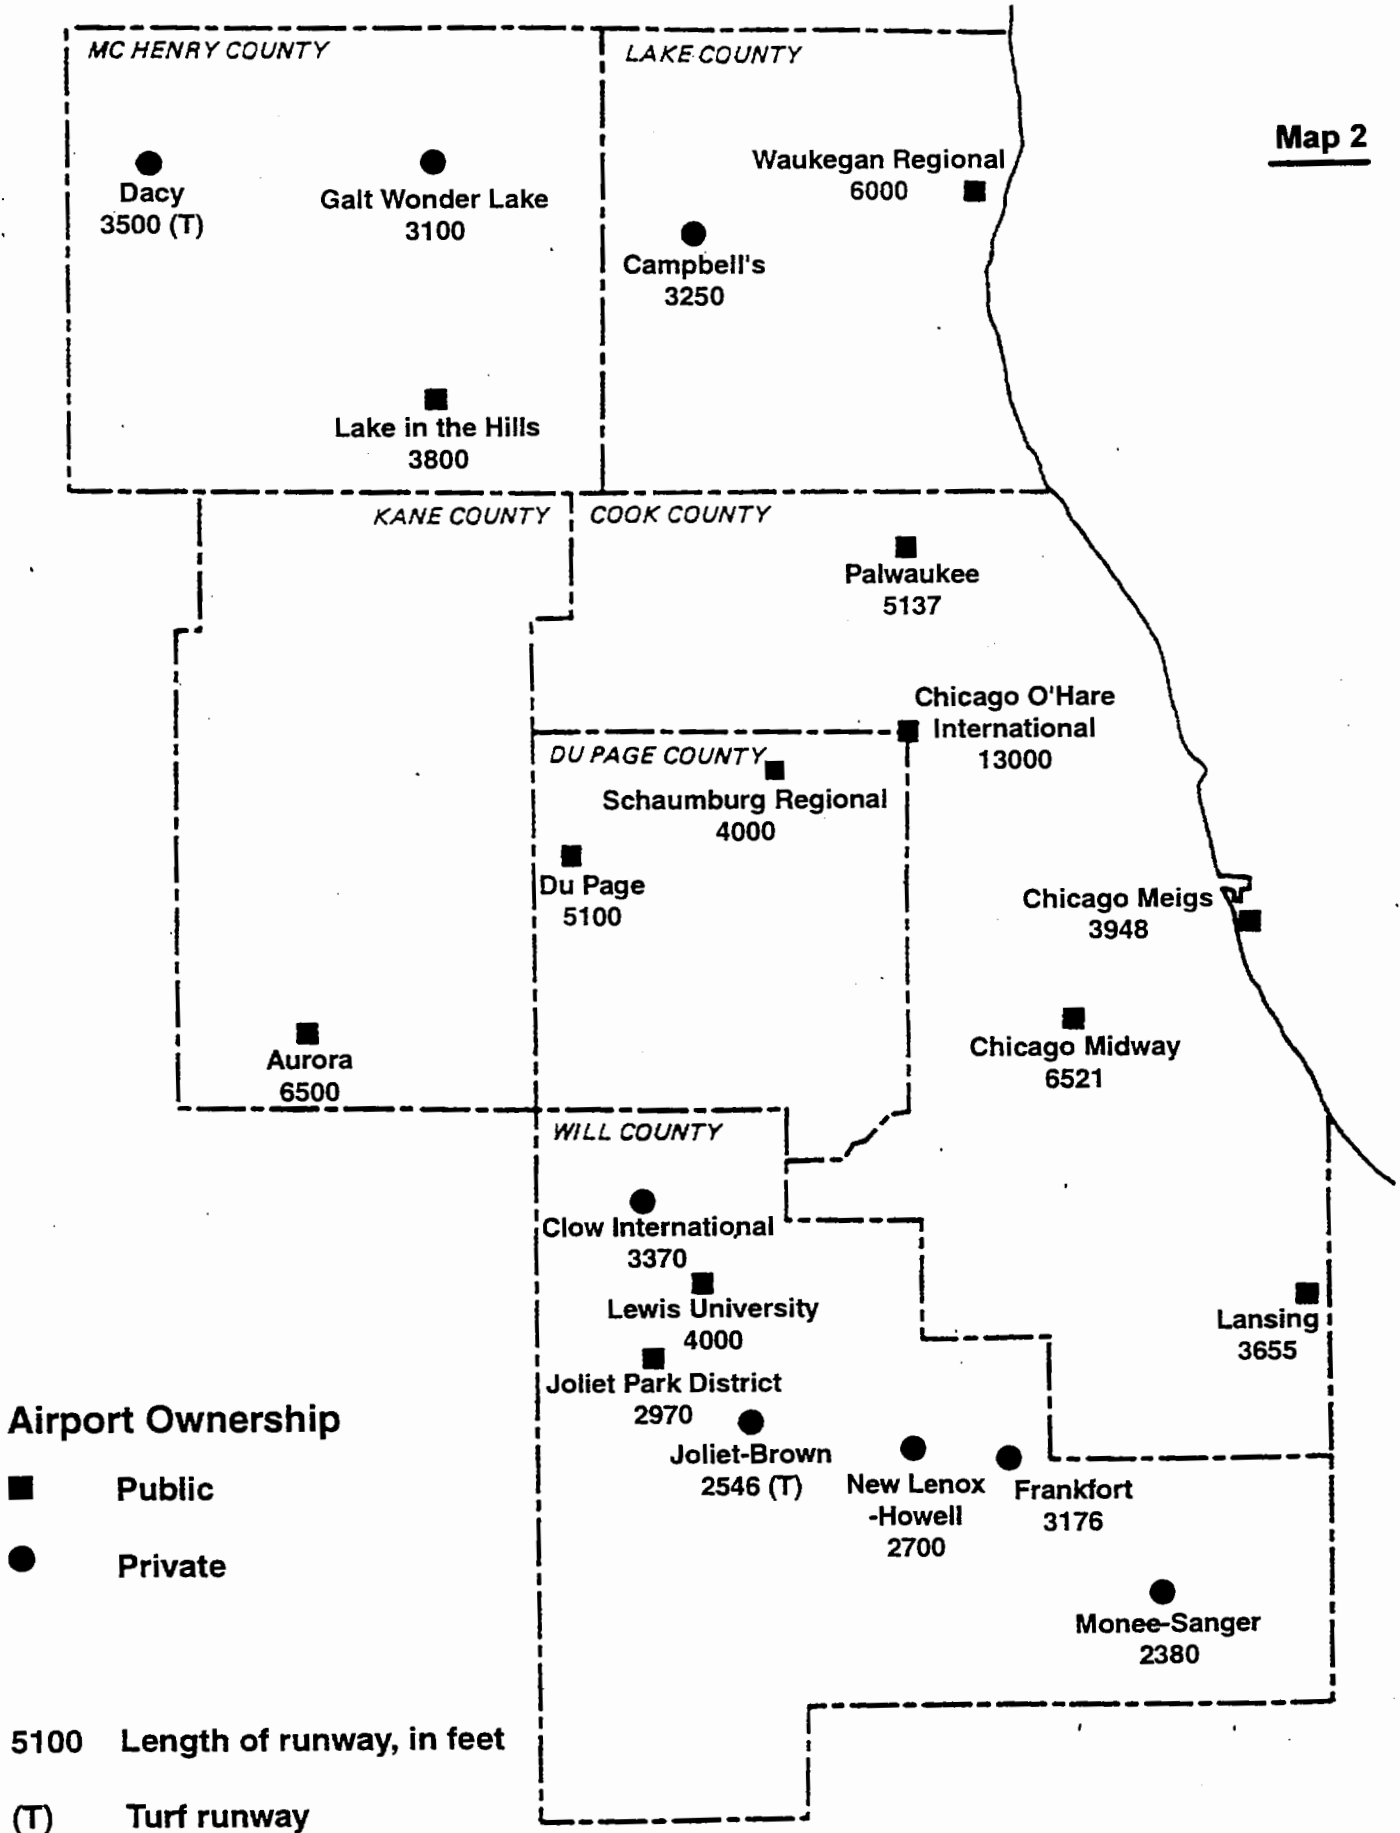 MC HENRY COUNTY
LAKE COUNTY
Map 2
Dacy
3500 (T)
Galt Wonder Lake
3100
Waukegan Regional
6000
Campbell's
3250
Lake in the Hills
3800
KANE COUNTY
COOK COUNTY
Palwaukee
5137
Chicago O'Hare
International
13000
DU PAGE COUNTY
Schaumburg Regional
4000
Du Page
5100
Chicago Meigs
3948
Chicago Midway
6521
Aurora
6500
WILL COUNTY
Clow International
3370
Lewis University
4000
Lansing
3655
Joliet Park District
2970
Joliet-Brown
2546 (T)
New Lenox
-Howell
2700
Frankfort
3176
Monee-Sanger
2380
Airport Ownership
Public
Private
5100 Length of runway, in feet
(T) Turf runway